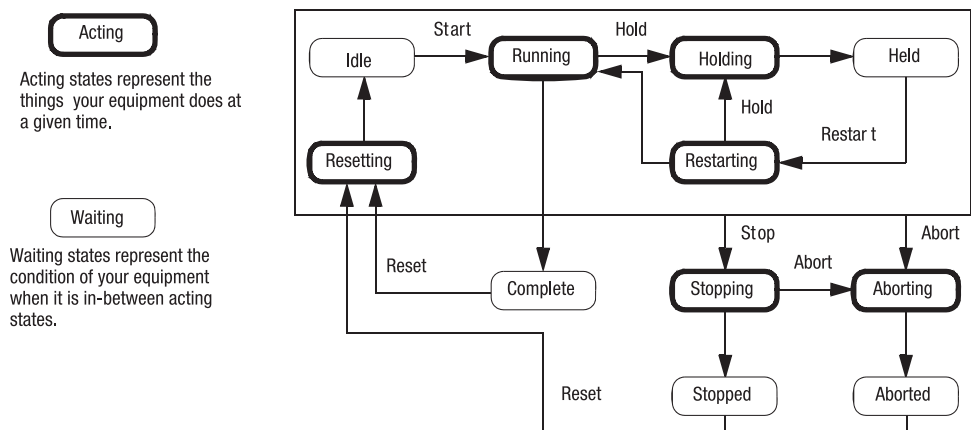 Acting
Acting states represent the
things your equipment does at
a given time.
Waiting
Waiting states represent the
condition of your equipment
when it is in-between acting
states.
Idle
Start
Running
Hold
Holding
Held
Hold
Restar t
Resetting
Restarting
Stop
Abort
Reset
Complete
Stopping
Abort
Aborting
Reset
Stopped
Aborted